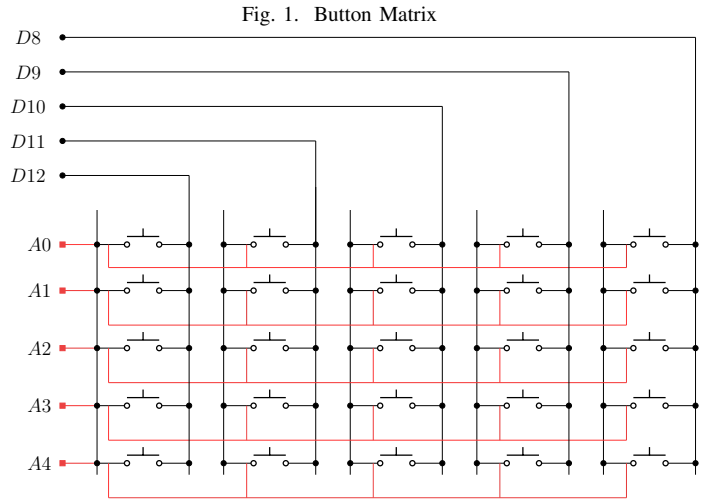 Fig. 1. Button Matrix
D8
D9
D10
D11
D12
A0
A1
A2
A3
A4